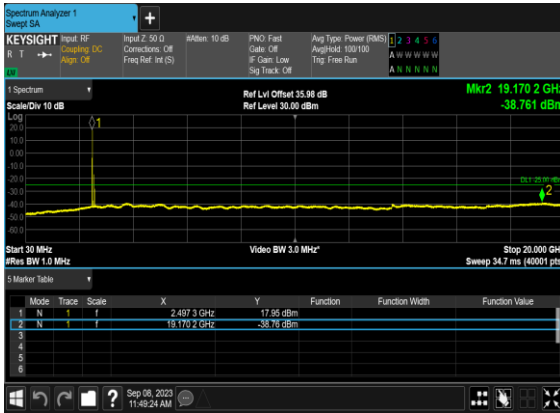 Spectrum Analyzer 1
Swept SA
+
KEYSIGHT Input: RF Input Z: 50 Ω #Atten: 10 dB PNO: Fast Avg Type: Power (RMS) 1 2 3 4 5 6
R T Coupling: DC Corrections: Off Gate: Off Avg|Hold: 100/100 A W W W W W
Align: Off Freq Ref: Int (S) IF Gain: Low Trig: Free Run
Sig Track: Off A N N N N N
1 Spectrum Ref Lvl Offset 35.98 dB Mkr2 19.170 2 GHz
Scale/Div 10 dB Ref Level 30.00 dBm -38.761 dBm
Log
20.0
10.0
0.00
-10.0
-20.0
-30.0
-40.0
-50.0
-60.0
1
DL1 -25.00 dBm
2
Start 30 MHz Video BW 3.0 MHz* Stop 20.000 GHz
#Res BW 1.0 MHz Sweep 34.7 ms (40001 pts)
5 Marker Table
Mode Trace Scale X Y Function Function Width Function Value
1 N 1 f 2.497 3 GHz 17.95 dBm
2 N 1 f 19.170 2 GHz -38.76 dBm
3
4
5
6
? Sep 08, 2023
11:49:24 AM